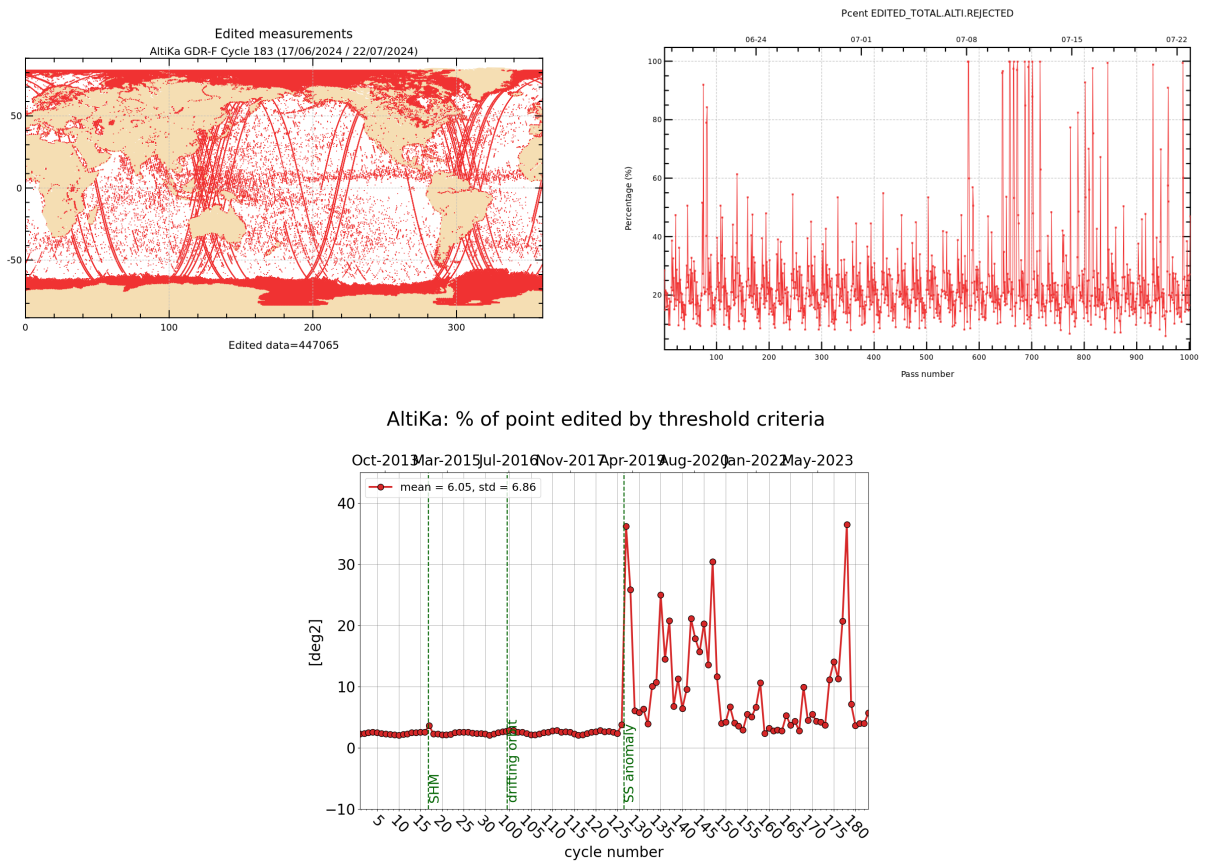 Edited measurements
AltiKa GDR-F Cycle 183 (17/06/2024 / 22/07/2024)
50
0
-50
0 100 200 300
Edited data=447065
Pcent EDITED_TOTAL.ALTI.REJECTED
06-24 07-01 07-08 07-15 07-22
100
80
60
40
20
Percentage (%)
100 200 300 400 500 600 700 800 900 1000
Pass number
AltiKa: % of point edited by threshold criteria
Oct-2013 Mar-2015 Jul-2016 Nov-2017 Apr-2019 Aug-2020 Jan-2022 May-2023
mean = 6.05, std = 6.86
40
30
20
10
0
−10
[deg2]
SHM
drifting orbit
SS anomaly
5 10 15 20 25 30 100 105 110 115 120 125 130 135 140 145 150 155 160 165 170 175 180
cycle number